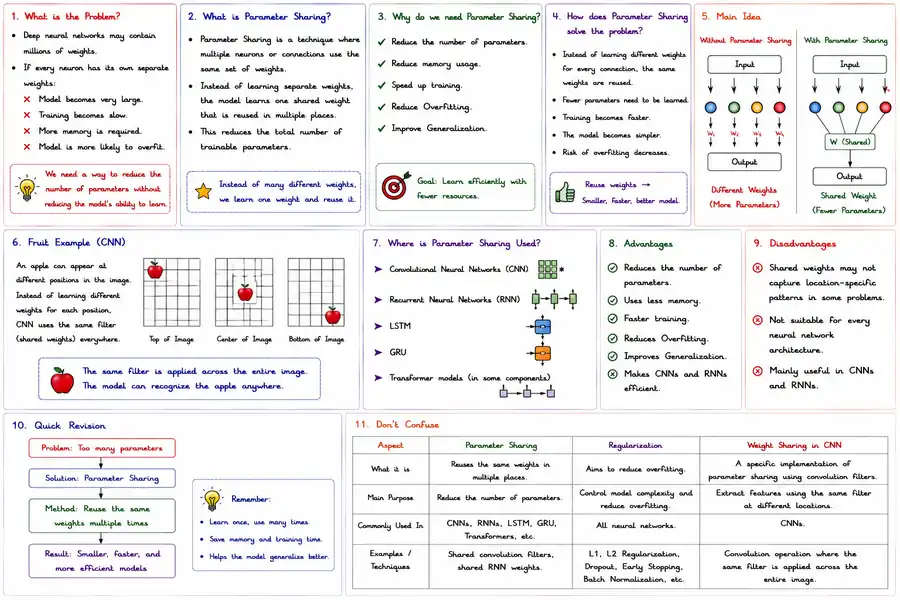 1. What is the Problem?
• Deep neural networks may contain
millions of weights.
• If every neuron has its own separate
weights:
✗ Model becomes very large.
✗ Training becomes slow.
✗ More memory is required.
✗ Model is more likely to overfit.
We need a way to reduce the
number of parameters without
reducing the model's ability to learn.
2. What is Parameter Sharing?
• Parameter Sharing is a technique where
multiple neurons or connections use the
same set of weights.
• Instead of learning separate weights,
the model learns one shared weight
that is reused in multiple places.
• This reduces the total number of
trainable parameters.
Instead of many different weights,
we learn one weight and reuse it.
3. Why do we need Parameter Sharing?
✓ Reduce the number of parameters.
✓ Reduce memory usage.
✓ Speed up training.
✓ Reduce Overfitting.
✓ Improve Generalization.
Goal: Learn efficiently with
fewer resources.
4. How does Parameter Sharing
solve the problem?
• Instead of learning different weights
for every connection, the same
weights are reused.
• Fewer parameters need to be learned.
• Training becomes faster.
• The model becomes simpler.
• Risk of overfitting decreases.
Reuse weights →
Smaller, faster, better model.
5. Main Idea
Without Parameter Sharing
Input
Output
Different Weights
(More Parameters)
With Parameter Sharing
Input
W (Shared)
Output
Shared Weight
(Fewer Parameters)
6. Fruit Example (CNN)
An apple can appear at
different positions in the image.
Instead of learning different
weights for each position,
CNN uses the same filter
(shared weights) everywhere.
Top of Image
Center of Image
Bottom of Image
The same filter is applied across the entire image.
The model can recognize the apple anywhere.
7. Where is Parameter Sharing Used?
➤ Convolutional Neural Networks (CNN)
*
➤ Recurrent Neural Networks (RNN)
➤ LSTM
➤ GRU
➤ Transformer models (in some components)
8. Advantages
Reduces the number of
parameters.
Uses less memory.
Faster training.
Reduces Overfitting.
Improves Generalization.
Makes CNNs and RNNs
efficient.
9. Disadvantages
Shared weights may not
capture location-specific
patterns in some problems.
Not suitable for every
neural network
architecture.
Mainly useful in CNNs
and RNNs.
10. Quick Revision
Problem: Too many parameters
Solution: Parameter Sharing
Method: Reuse the same
weights multiple times
Result: Smaller, faster, and
more efficient models
Remember:
• Learn once, use many times.
• Save memory and training time.
• Helps the model generalize better.
11. Don't Confuse
Aspect Parameter Sharing Regularization Weight Sharing in CNN
What it is
Reuses the same weights in
multiple places.
Aims to reduce overfitting.
A specific implementation of
parameter sharing using convolution filters.
Main Purpose
Reduce the number of parameters.
Control model complexity and
reduce overfitting.
Extract features using the same filter
at different locations.
Commonly Used In
CNNs, RNNs, LSTM, GRU,
Transformers, etc.
All neural networks.
CNNs.
Examples /
Techniques
Shared convolution filters,
shared RNN weights.
L1, L2 Regularization,
Dropout, Early Stopping,
Batch Normalization, etc.
Convolution operation where the
same filter is applied across the
entire image.